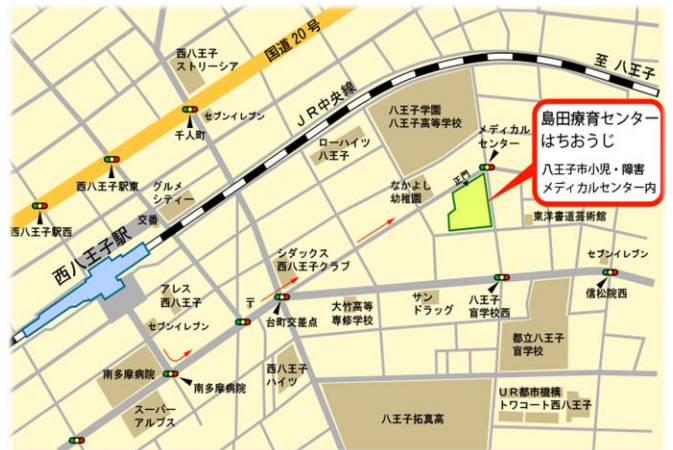 国道20号
西八王子
ストリーシア
至 八王子
JR中央線
セブンイレブン
千人町
八王子学園
八王子高等学校
メディカル
センター
島田療育センター
はちおうじ
八王子市小児・障害
メディカルセンター内
ローハイツ
八王子
西八王子駅東
グルメ
シティー
なかよし
幼稚園
正門
西八王子駅西
交番
東洋書道芸術館
西八王子駅
シダックス
西八王子クラブ
セブンイレブン
アレス
西八王子
〒
サン
ドラッグ
八王子
盲学校西
信松院西
セブンイレブン
台町交差点
大竹高等
専修学校
都立八王子
盲学校
南多摩病院
南多摩病院
西八王子
ハイツ
UR都市機構
トワコート西八王子
スーパー
アルプス
八王子拓真高